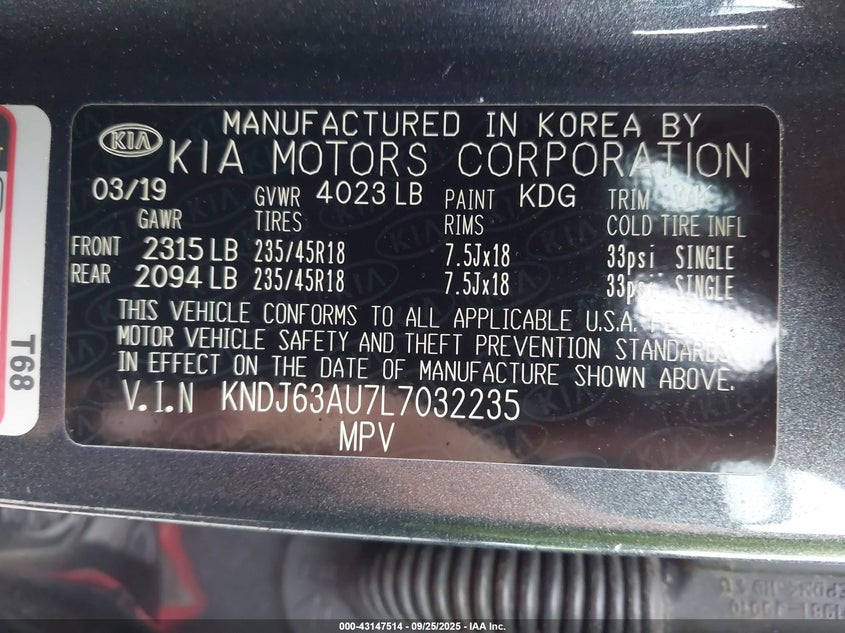 KIA
MANUFACTURED IN KOREA BY
KIA MOTORS CORPORATION
03/19 GVWR 4023 LB PAINT KDG TRIM WK
GAWR TIRES RIMS COLD TIRE INFL
FRONT 2315 LB 235/45R18 7.5Jx18 33psi SINGLE
REAR 2094 LB 235/45R18 7.5Jx18 33psi SINGLE
THIS VEHICLE CONFORMS TO ALL APPLICABLE U.S.A.
MOTOR VEHICLE SAFETY AND THEFT PREVENTION STANDARDS
IN EFFECT ON THE DATE OF MANUFACTURE SHOWN ABOVE.
V.I.N KNDJ63AU7L7032235
MPV
T68
000-43147514 - 09/25/2025 - IAA Inc.